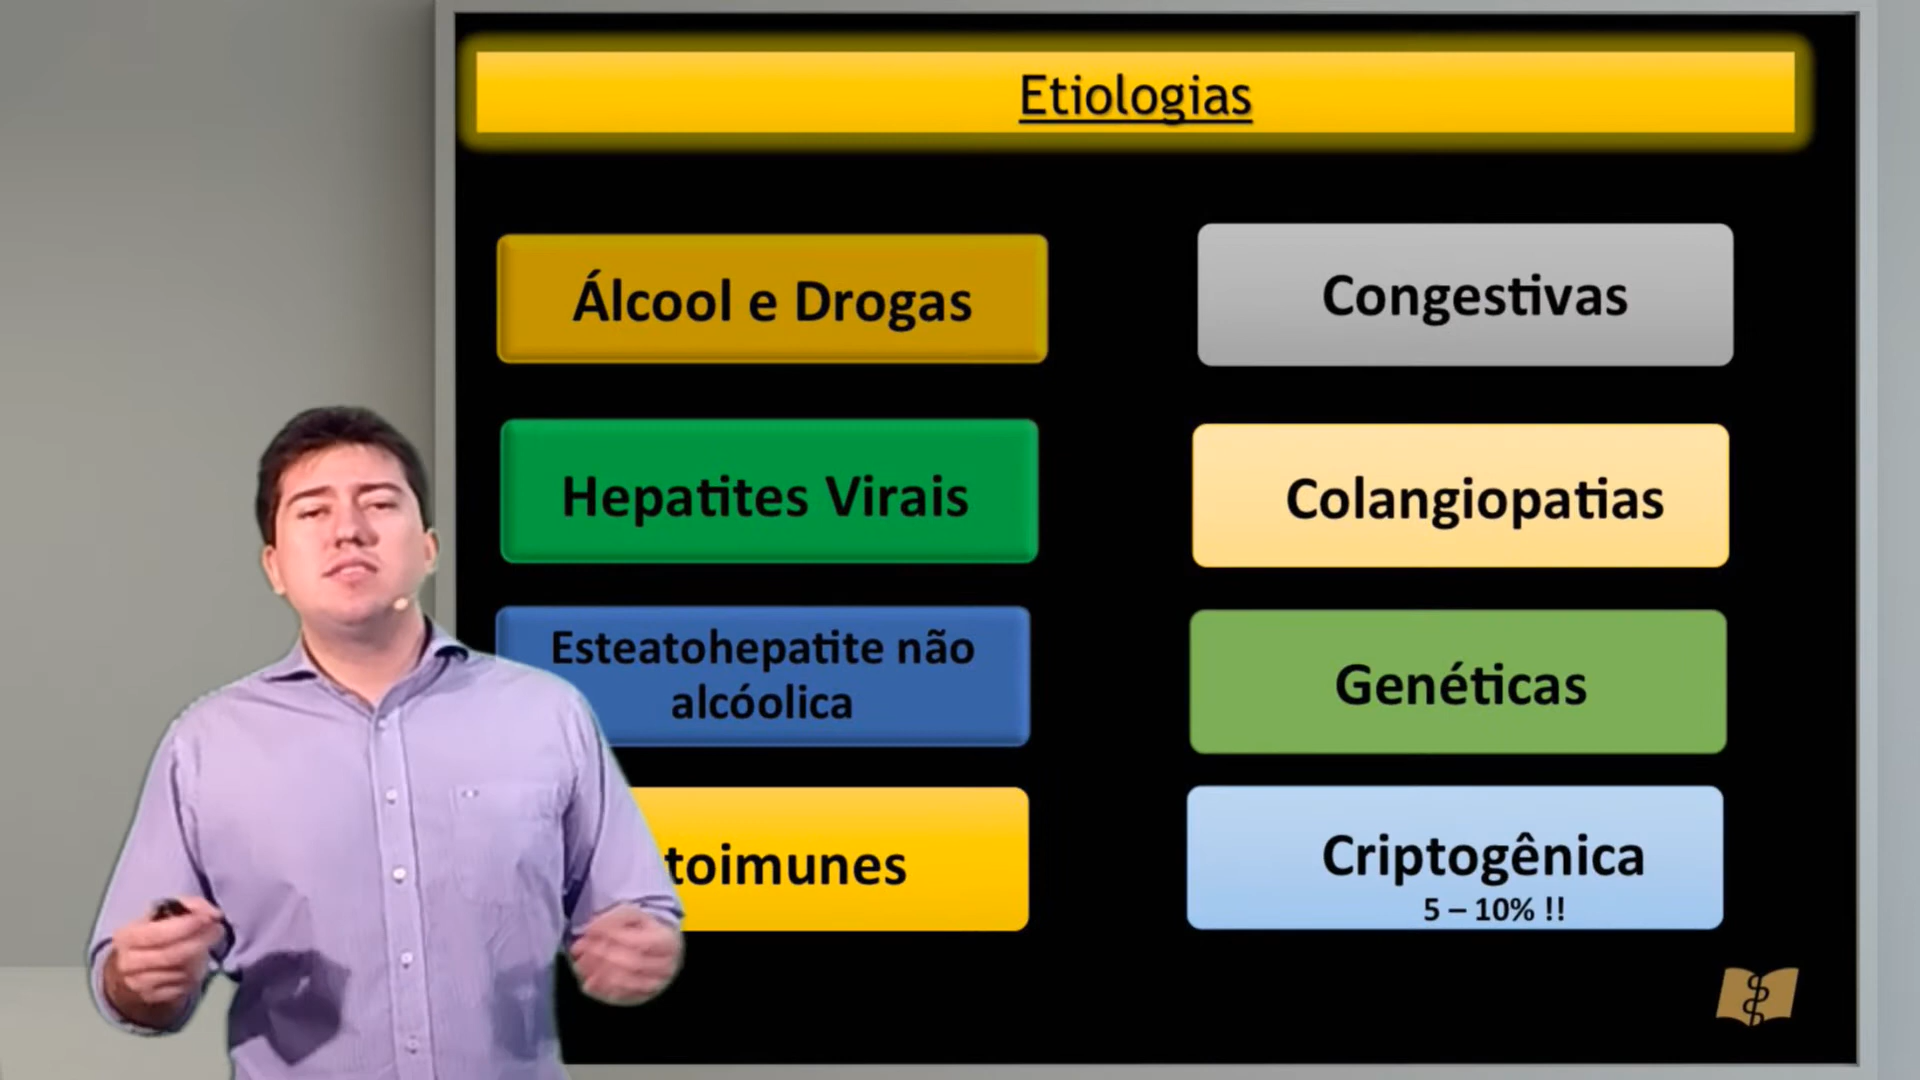 Etiologias
Álcool e Drogas
Congestivas
Hepatites Virais
Colangiopatias
Esteatohepatite não
alcóolica
Genéticas
toimunes
Criptogênica
5 – 10% !!